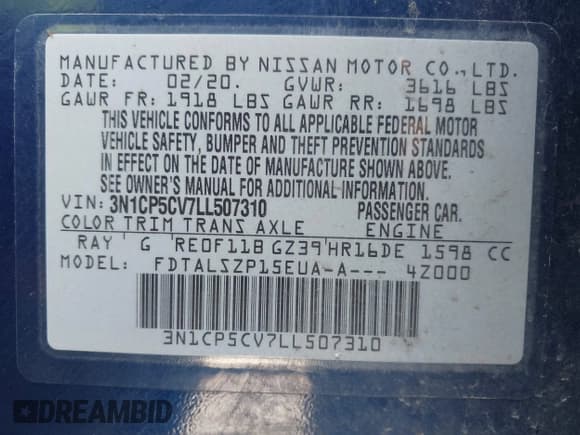 MANUFACTURED BY NISSAN MOTOR CO., LTD.
DATE: 02/20. GVWR: 3616 LBS
GAWR FR: 1918 LBS GAWR RR: 1698 LBS
THIS VEHICLE CONFORMS TO ALL APPLICABLE FEDERAL MOTOR
VEHICLE SAFETY, BUMPER AND THEFT PREVENTION STANDARDS
IN EFFECT ON THE DATE OF MANUFACTURE SHOWN ABOVE.
SEE OWNER'S MANUAL FOR ADDITIONAL INFORMATION.
VIN: 3N1CP5CV7LL507310 PASSENGER CAR.
COLOR TRIM TRANS AXLE ENGINE
RAY G RE0F11B GZ39 HR16DE 1598 CC
MODEL: FDTALSZP15EUA-A--- 4Z000
3N1CP5CV7LL507310
DREAMBID